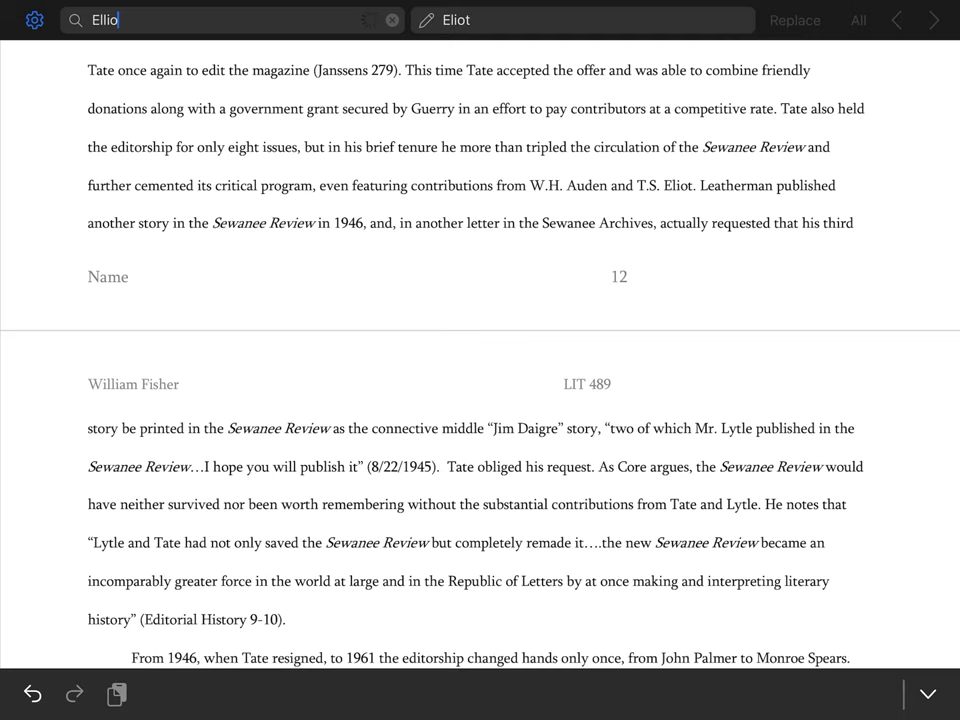 Ellio Eliot Replace All
Tate once again to edit the magazine (Janssens 279). This time Tate accepted the offer and was able to combine friendly
donations along with a government grant secured by Guerry in an effort to pay contributors at a competitive rate. Tate also held
the editorship for only eight issues, but in his brief tenure he more than tripled the circulation of the Sewanee Review and
further cemented its critical program, even featuring contributions from W.H. Auden and T.S. Eliot. Leatherman published
another story in the Sewanee Review in 1946, and, in another letter in the Sewanee Archives, actually requested that his third
Name 12
William Fisher LIT 489
story be printed in the Sewanee Review as the connective middle “Jim Daigre” story, “two of which Mr. Lytle published in the
Sewanee Review…I hope you will publish it” (8/22/1945).  Tate obliged his request. As Core argues, the Sewanee Review would
have neither survived nor been worth remembering without the substantial contributions from Tate and Lytle. He notes that
“Lytle and Tate had not only saved the Sewanee Review but completely remade it….the new Sewanee Review became an
incomparably greater force in the world at large and in the Republic of Letters by at once making and interpreting literary
history” (Editorial History 9-10).
From 1946, when Tate resigned, to 1961 the editorship changed hands only once, from John Palmer to Monroe Spears.